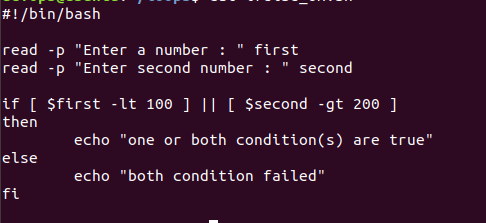 #!/bin/bash
read -p "Enter a number : " first
read -p "Enter second number : " second
if [ $first -lt 100 ] || [ $second -gt 200 ]
then
echo "one or both condition(s) are true"
else
echo "both condition failed"
fi